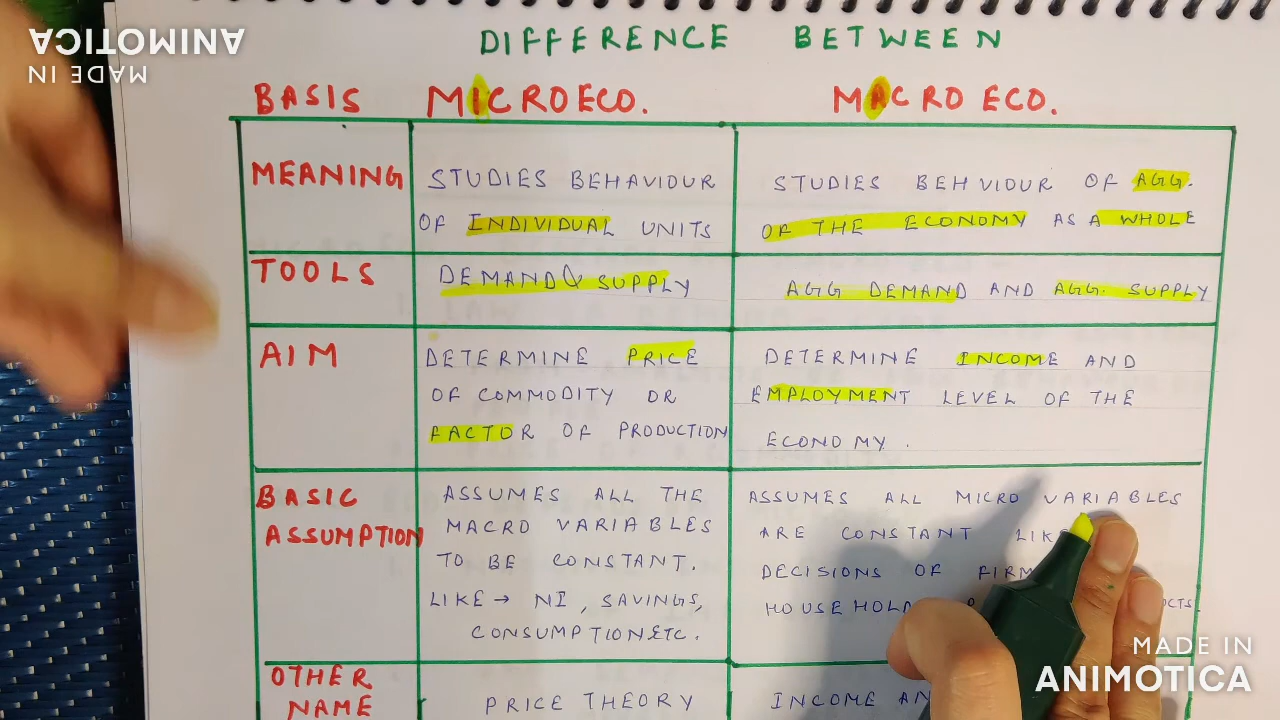 MADE IN
ANIMOTICA
DIFFERENCE BETWEEN
BASIS MICROECO. MACRO ECO.
MEANING
STUDIES BEHAVIOUR
OF INDIVIDUAL UNITS
STUDIES BEHVIOUR OF AGG.
OF THE ECONOMY AS A WHOLE
TOOLS
DEMAND & SUPPLY
AGG DEMAND AND AGG. SUPPLY
AIM
DETERMINE PRICE
OF COMMODITY OR
FACTOR OF PRODUCTION
DETERMINE INCOME AND
EMPLOYMENT LEVEL OF THE
ECONOMY.
BASIC
ASSUMPTION
ASSUMES ALL THE
MACRO VARIABLES
TO BE CONSTANT.
LIKE → NI, SAVINGS,
CONSUMPTION ETC.
ASSUMES ALL MICRO VARIABLES
ARE CONSTANT
DECISIONS OF
OTHER
NAME
PRICE THEORY
INCOME
MADE IN
ANIMOTICA